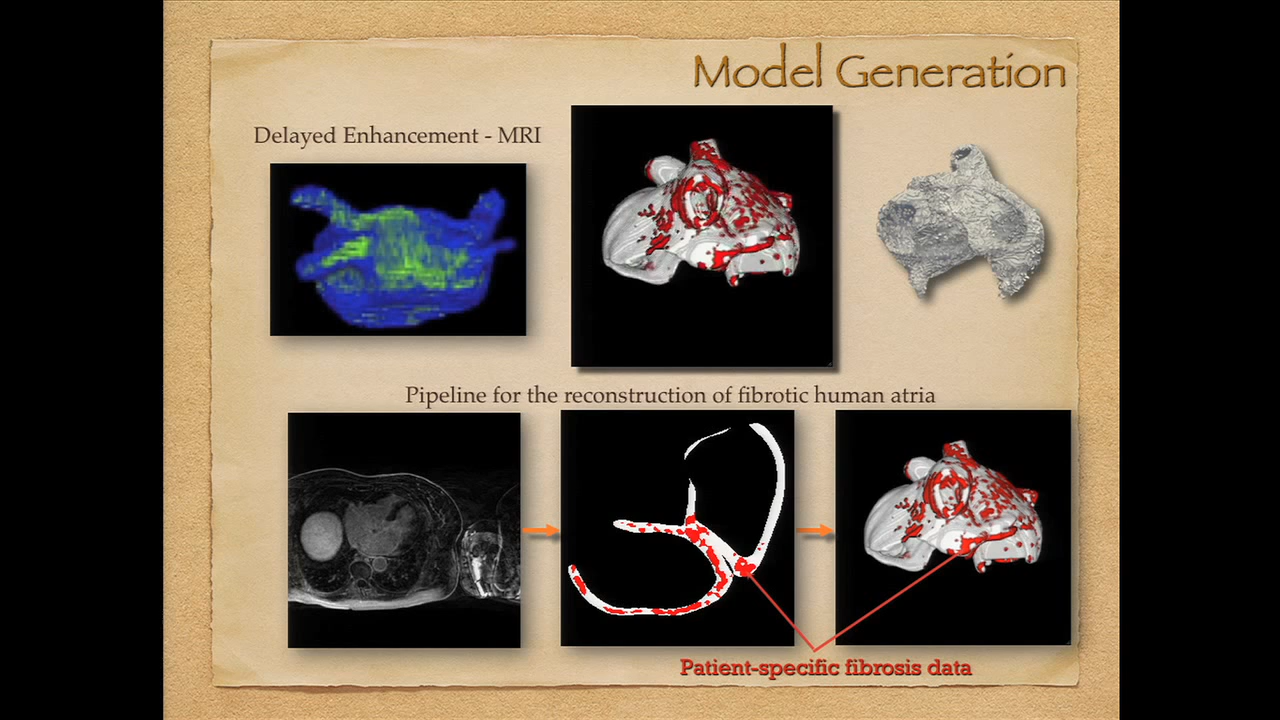 Model Generation
Delayed Enhancement - MRI
Pipeline for the reconstruction of fibrotic human atria
Patient-specific fibrosis data